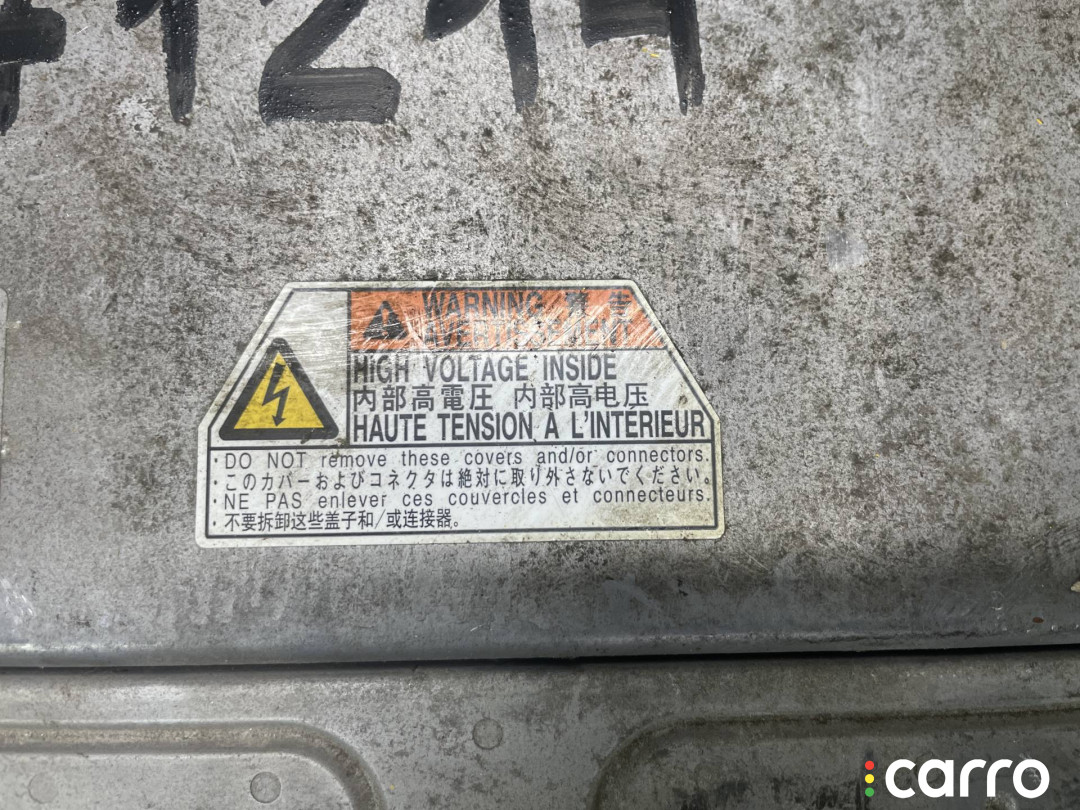 WARNING/警告
AVERTISSEMENT
HIGH VOLTAGE INSIDE
内部高電圧 内部高电压
HAUTE TENSION À L'INTÉRIEUR
・DO NOT remove these covers and/or connectors.
・このカバーおよびコネクタは絶対に取り外さないでください。
・NE PAS enlever ces couvercles et connecteurs.
・不要拆卸这些盖子和/或连接器。
carro